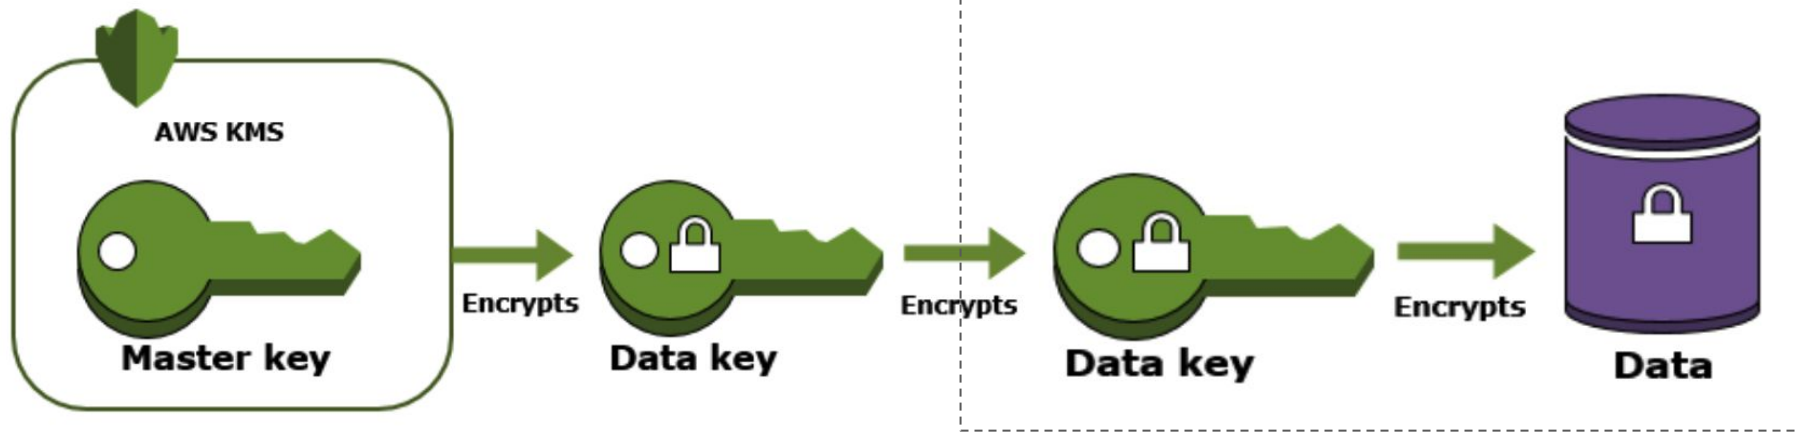 AWS KMS
Encrypts
Encrypts
Encrypts
Master key
Data key
Data key
Data